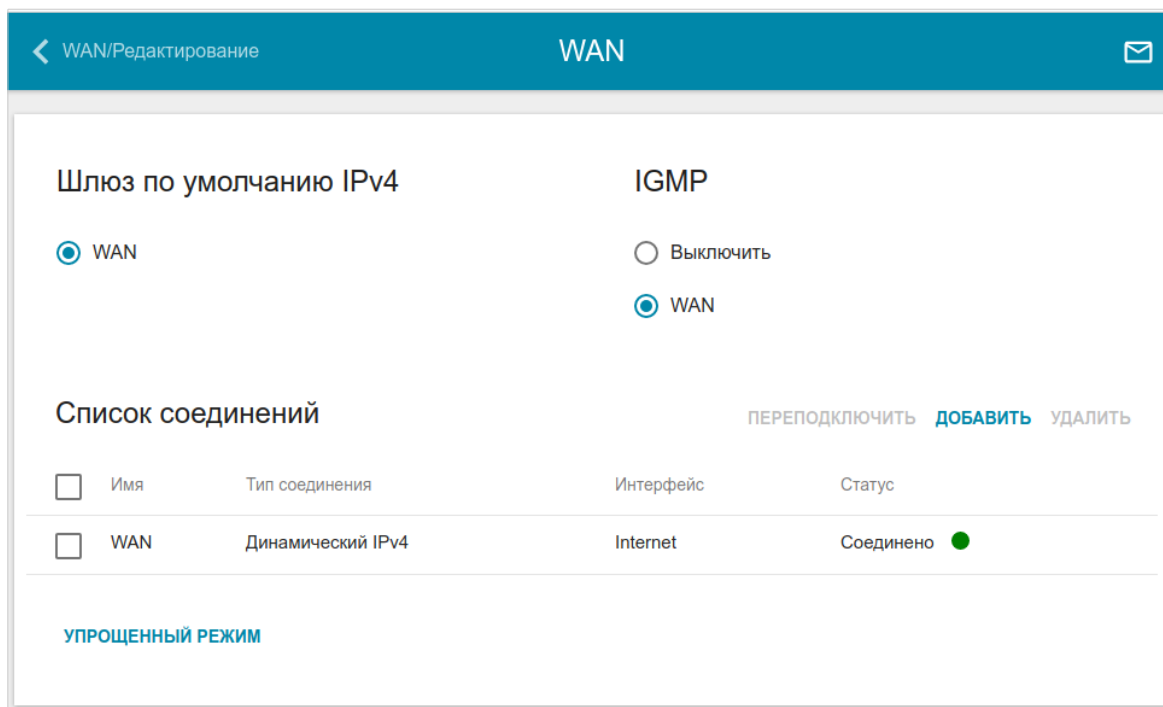 WAN/Редактирование WAN
Шлюз по умолчанию IPv4 IGMP
WAN Выключить
WAN
Список соединений ПЕРЕПОДКЛЮЧИТЬ ДОБАВИТЬ УДАЛИТЬ
Имя Тип соединения Интерфейс Статус
WAN Динамический IPv4 Internet Соединено
УПРОЩЕННЫЙ РЕЖИМ